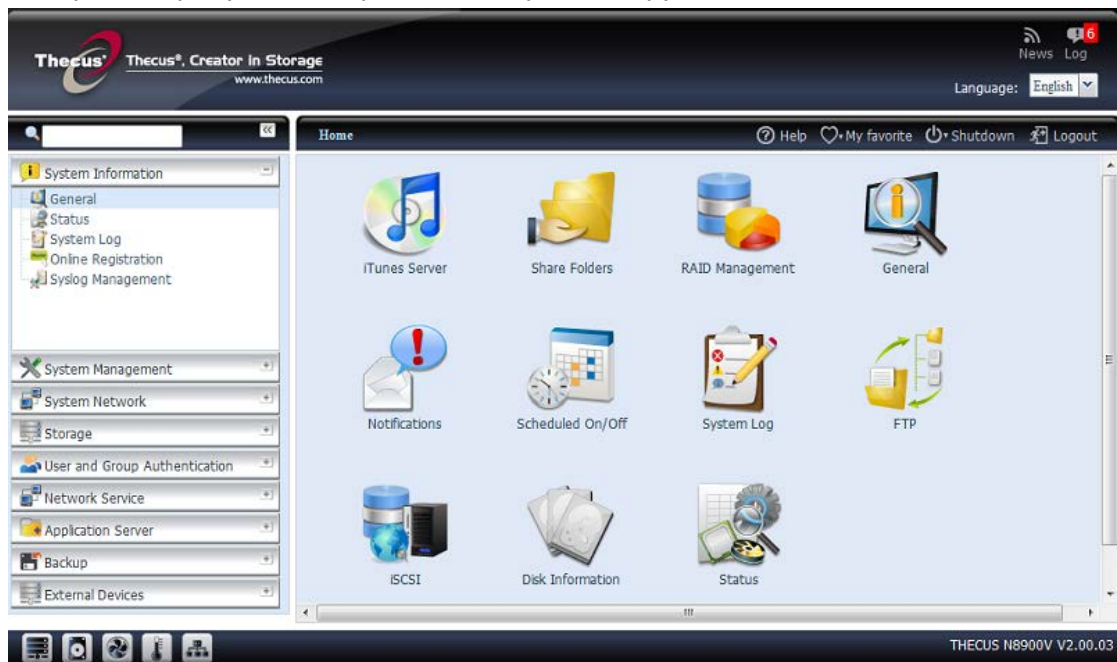 Thecus® Thecus®, Creator in Storage
www.thecus.com
News Log 6
Language: English
Home Help My favorite Shutdown Logout
System Information
General
Status
System Log
Online Registration
Syslog Management
System Management
System Network
Storage
User and Group Authentication
Network Service
Application Server
Backup
External Devices
iTunes Server Share Folders RAID Management General
Notifications Scheduled On/Off System Log FTP
iSCSI Disk Information Status
THECUS N8900V V2.00.03